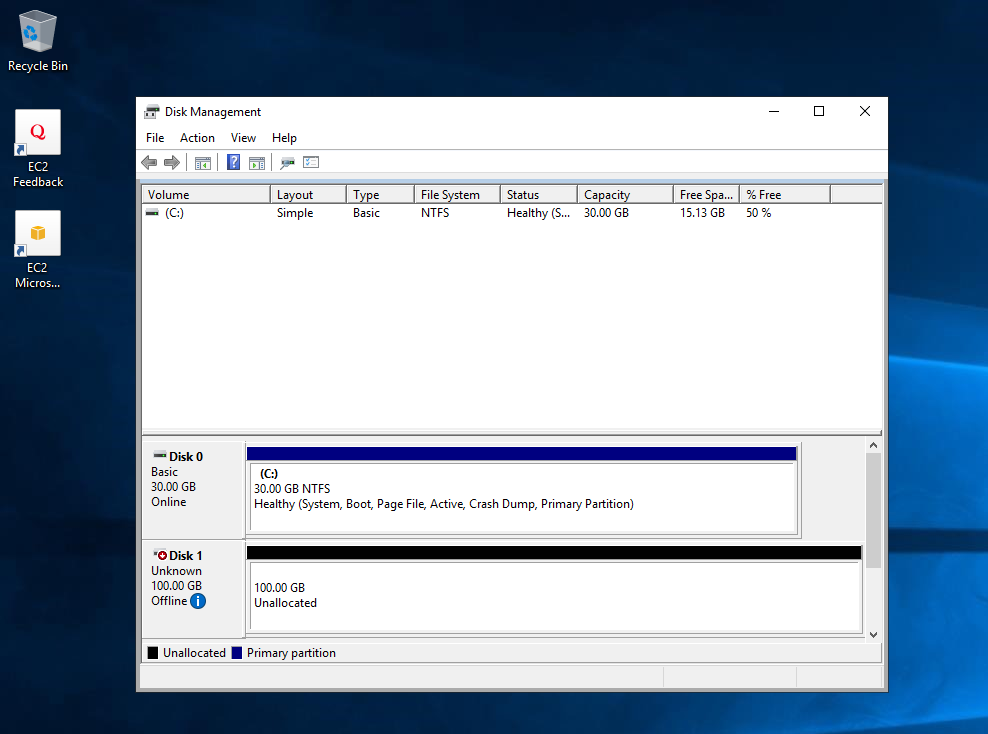 Recycle Bin
Q
EC2
Feedback
EC2
Micros...
Disk Management
File Action View Help
?
Volume Layout Type File System Status Capacity Free Spa... % Free
(C:) Simple Basic NTFS Healthy (S... 30.00 GB 15.13 GB 50 %
Disk 0
Basic
30.00 GB
Online
(C:)
30.00 GB NTFS
Healthy (System, Boot, Page File, Active, Crash Dump, Primary Partition)
Disk 1
Unknown
100.00 GB
Offline i
100.00 GB
Unallocated
Unallocated Primary partition